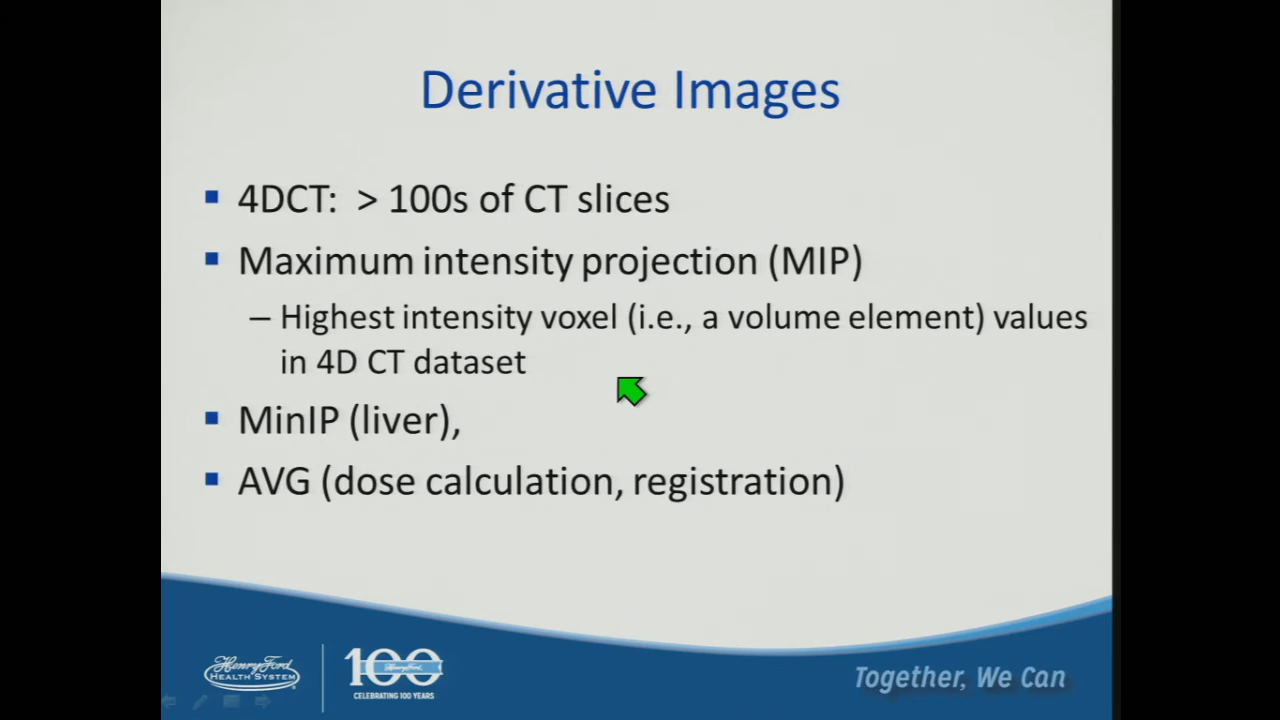 Derivative Images
4DCT:  > 100s of CT slices
Maximum intensity projection (MIP)
– Highest intensity voxel (i.e., a volume element) values
in 4D CT dataset
MinIP (liver),
AVG (dose calculation, registration)
Henry Ford
HEALTH SYSTEM
100
Henry Ford
CELEBRATING 100 YEARS
Together, We Can